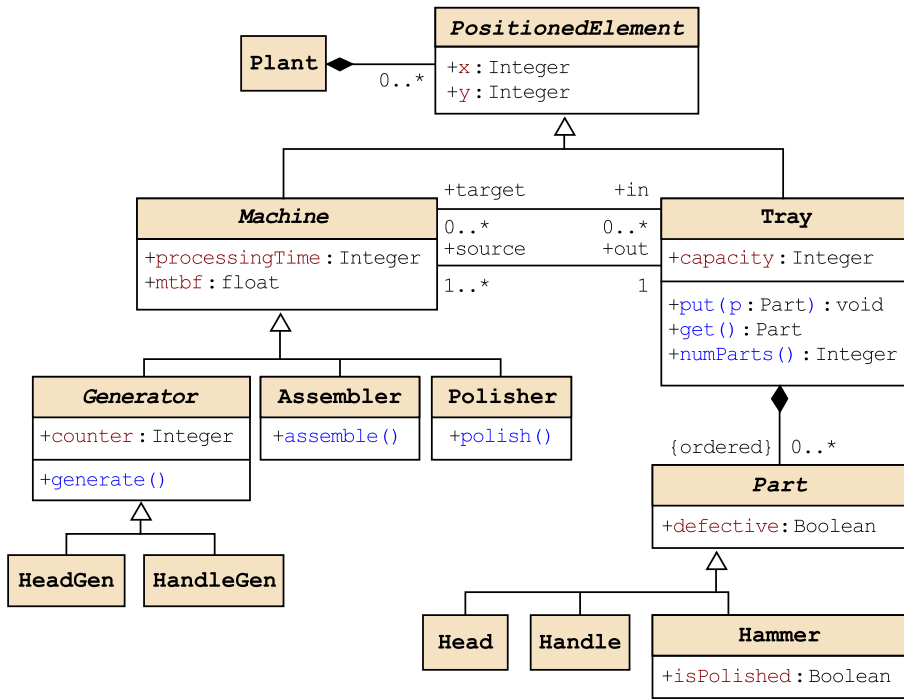 PositionedElement
Plant
+x:Integer
0..*
+y:Integer
+target
+in
Machine
0..*
0..*
Tray
+source
+out
+processingTime:Integer
+capacity:Integer
+mtbf:float
1..*
1
+put(p:Part):void
+get():Part
+numParts():Integer
Generator
Assembler
Polisher
+counter:Integer
+assemble()
+polish()
{ordered}
0..*
+generate()
Part
+defective:Boolean
HeadGen
HandleGen
Head
Handle
Hammer
+isPolished:Boolean